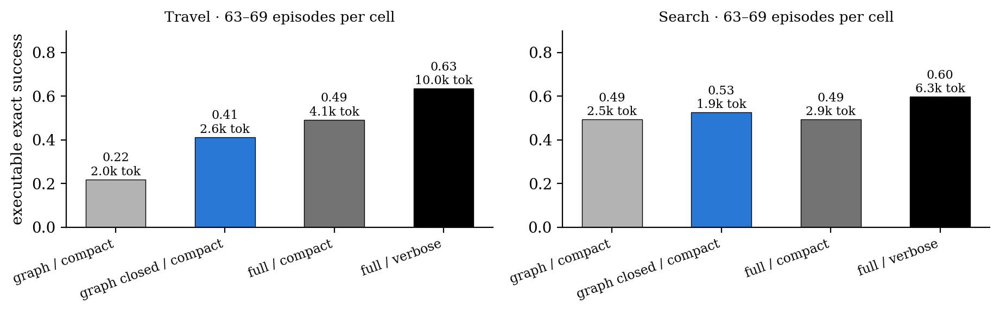 Travel · 63–69 episodes per cell
executable exact success
0.8
0.6
0.4
0.2
0.0
0.22
2.0k tok
0.41
2.6k tok
0.49
4.1k tok
0.63
10.0k tok
graph / compact
graph closed / compact
full / compact
full / verbose
Search · 63–69 episodes per cell
0.8
0.6
0.4
0.2
0.0
0.49
2.5k tok
0.53
1.9k tok
0.49
2.9k tok
0.60
6.3k tok
graph / compact
graph closed / compact
full / compact
full / verbose